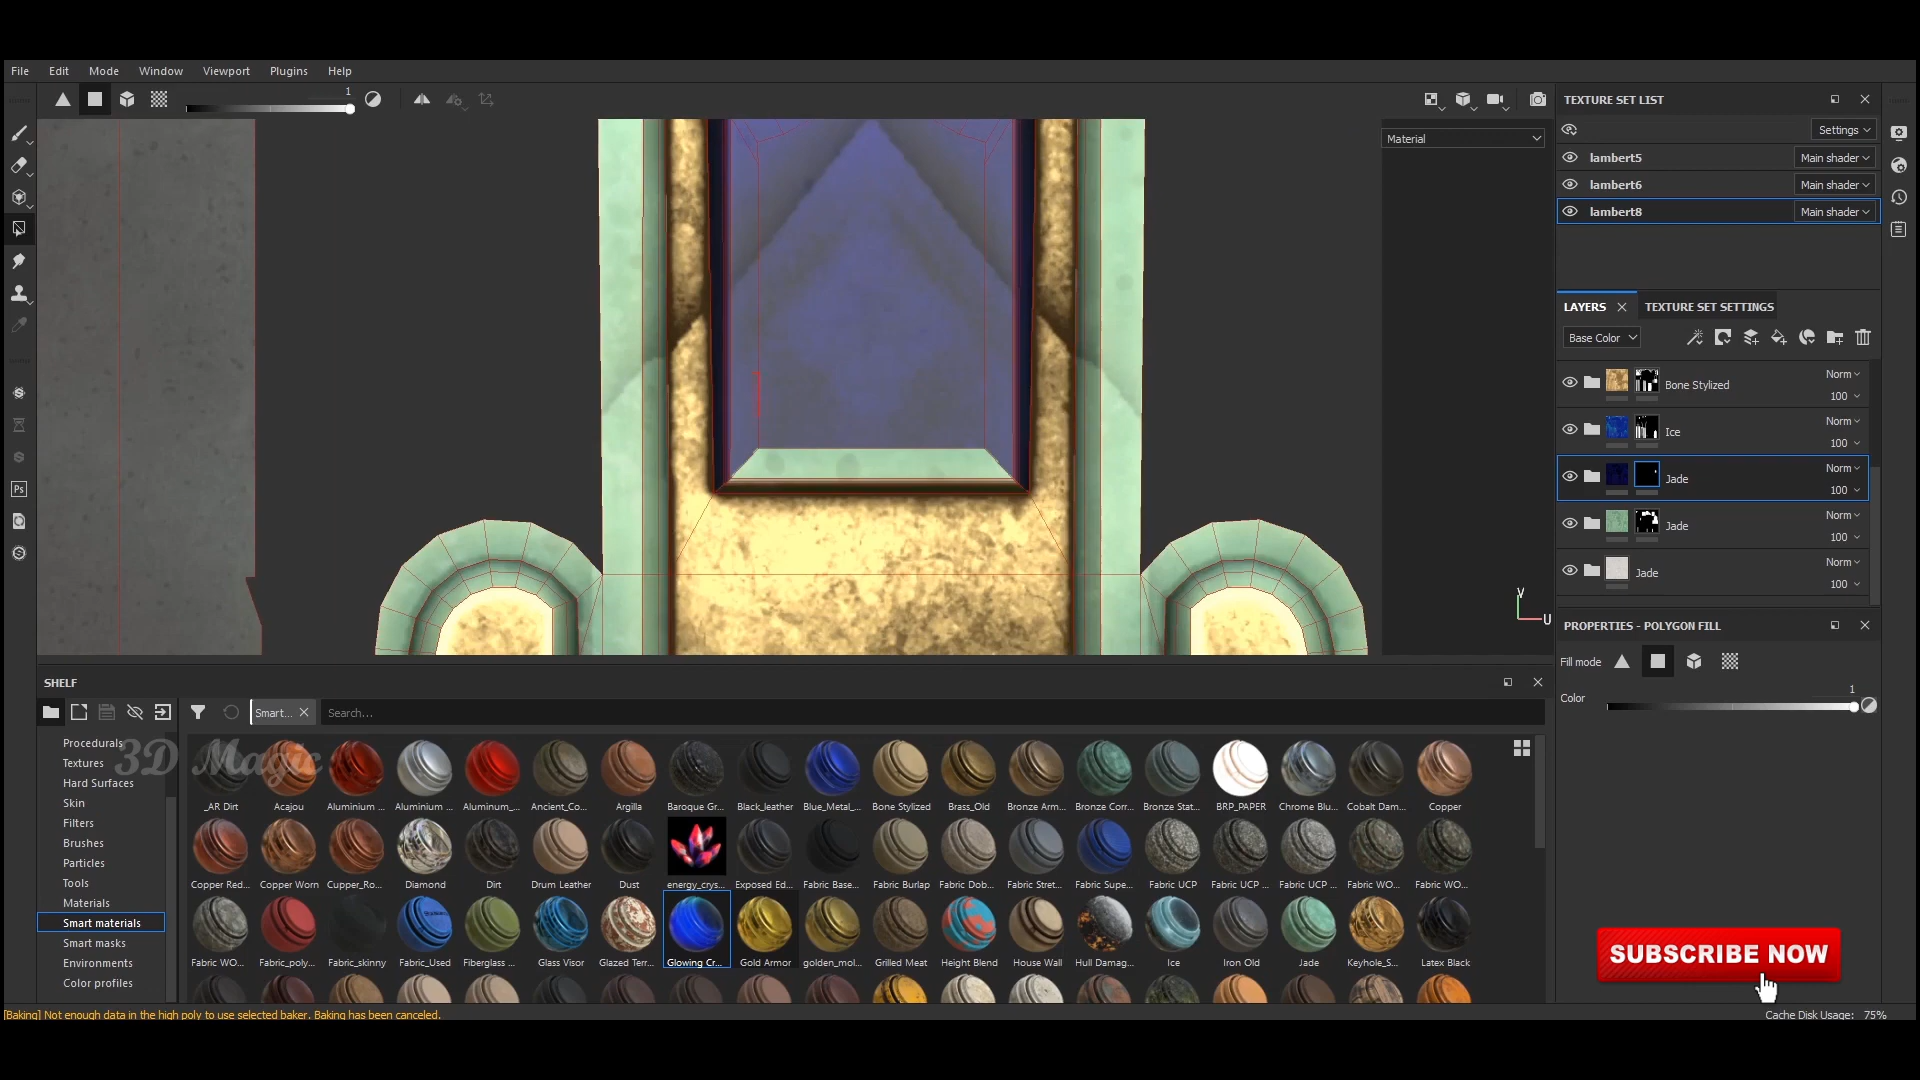 File Edit Mode Window Viewport Plugins Help
1
TEXTURE SET LIST
Settings
Material
lambert5 Main shader
lambert6 Main shader
lambert8 Main shader
LAYERS TEXTURE SET SETTINGS
Base Color
Bone Stylized Norm 100
Ice Norm 100
Jade Norm 100
Jade Norm 100
Jade Norm 100
V
U
PROPERTIES - POLYGON FILL
Fill mode
Color 1
Ps
SHELF
Smart... Search...
Procedurals
Textures
Hard Surfaces
Skin
Filters
Brushes
Particles
Tools
Materials
Smart materials
Smart masks
Environments
Color profiles
3D Magic
_AR Dirt Acajou Aluminium ... Aluminium ... Aluminum_... Ancient_Co... Argilla Baroque Gr... Black_leather Blue_Metal_... Bone Stylized Brass_Old Bronze Arm... Bronze Corr... Bronze Stat... BRP_PAPER Chrome Blu... Cobalt Dam... Copper
Copper Red... Copper Worn Cupper_Ro... Diamond Dirt Drum Leather Dust energy_crys... Exposed Ed... Fabric Base... Fabric Burlap Fabric Dob... Fabric Stret... Fabric Supe... Fabric UCP Fabric UCP ... Fabric UCP ... Fabric WO... Fabric WO...
Fabric WO... Fabric_poly... Fabric_skinny Fabric_Used Fiberglass ... Glass Visor Glazed Terr... Glowing Cr... Gold Armor golden_mol... Grilled Meat Height Blend House Wall Hull Damag... Ice Iron Old Jade Keyhole_S... Latex Black
SUBSCRIBE NOW
[Baking] Not enough data in the high poly to use selected baker. Baking has been canceled.
Cache Disk Usage: 75%